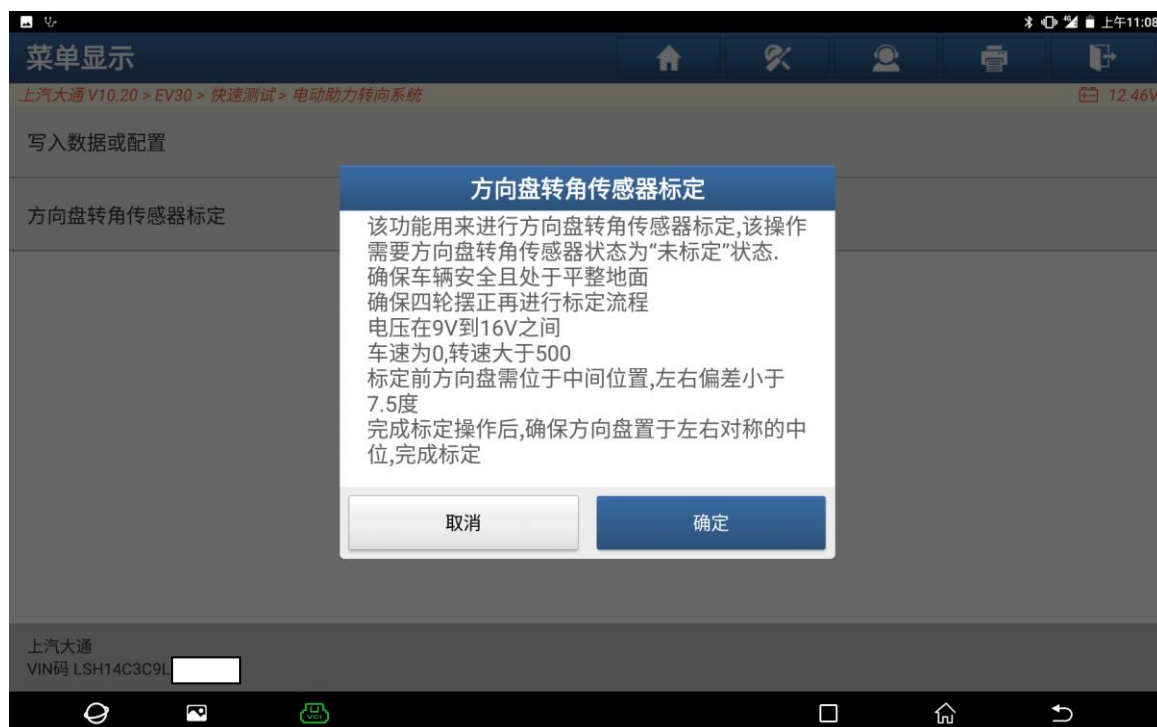 上午11:08
菜单显示
上汽大通 V10.20 > EV30 > 快速测试 > 电动助力转向系统
12.46V
写入数据或配置
方向盘转角传感器标定
方向盘转角传感器标定
该功能用来进行方向盘转角传感器标定,该操作
需要方向盘转角传感器状态为“未标定”状态.
确保车辆安全且处于平整地面
确保四轮摆正再进行标定流程
电压在9V到16V之间
车速为0,转速大于500
标定前方向盘需位于中间位置,左右偏差小于
7.5度
完成标定操作后,确保方向盘置于左右对称的中
位,完成标定
取消
确定
上汽大通
VIN码 LSH14C3C9L
VCI